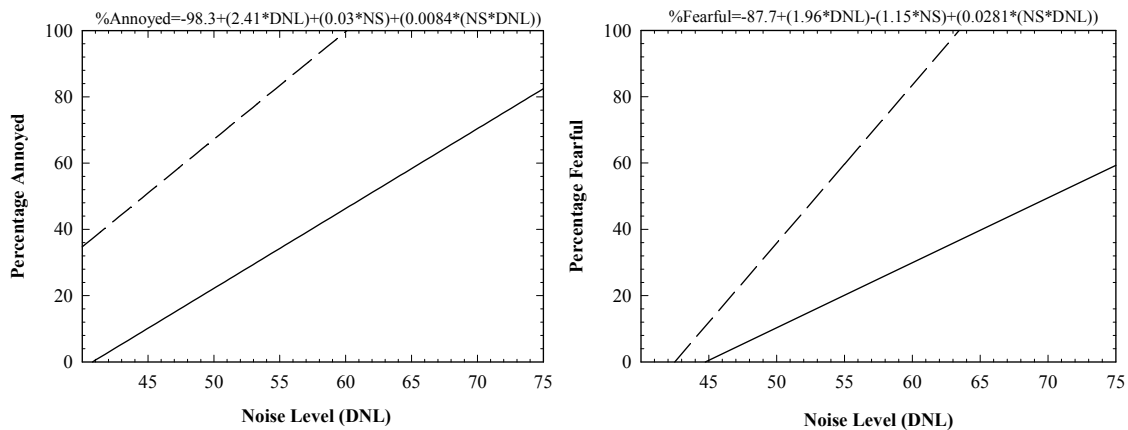 %Annoyed=-98.3+(2.41*DNL)+(0.03*NS)+(0.0084*(NS*DNL))
100
80
60
40
20
0
45 50 55 60 65 70 75
Percentage Annoyed
Noise Level (DNL)
%Fearful=-87.7+(1.96*DNL)-(1.15*NS)+(0.0281*(NS*DNL))
100
80
60
40
20
0
45 50 55 60 65 70 75
Percentage Fearful
Noise Level (DNL)